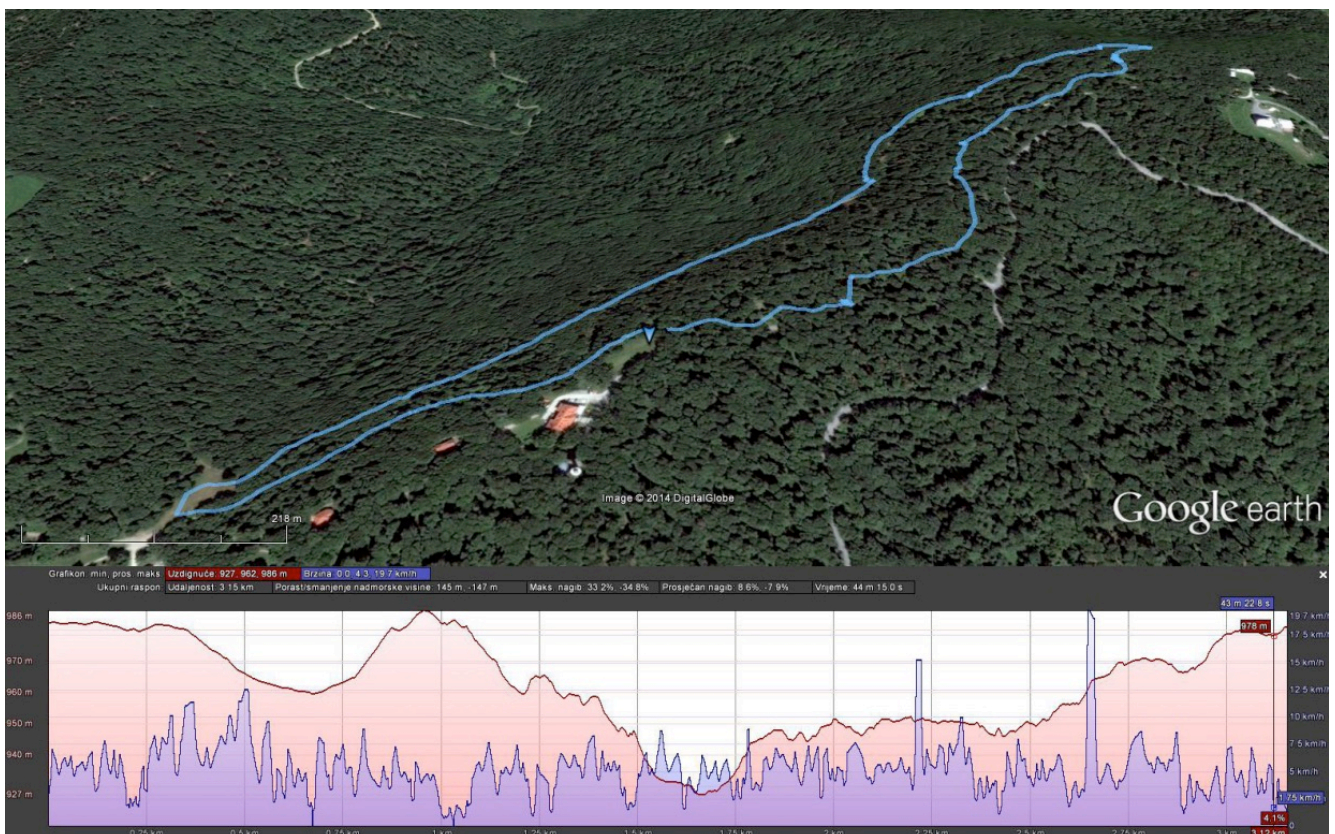 218 m
Image © 2014 DigitalGlobe
Google earth
Grafikon: min, pros. maks. Uzdignuće: 927, 962, 986 m Brzina: 0.0, 4.3, 19.7 km/h
Ukupni raspon: Udaljenost: 3.15 km Porast/smanjenje nadmorske visine: 145 m, -147 m Maks. nagib: 33.2%, -34.8% Prosječan nagib: 8.6%, -7.9% Vrijeme: 44 m 15.0 s
43 m 22.8 s
986 m 19.7 km/h
978 m 17.5 km/h
970 m 15 km/h
960 m 12.5 km/h
950 m 10 km/h
940 m 7.5 km/h
5 km/h
927 m 1.75 km/h
4.1% 0
0.25 km 0.5 km 0.75 km 1 km 1.25 km 1.5 km 1.75 km 2 km 2.25 km 2.5 km 2.75 km 3 km 3.12 km